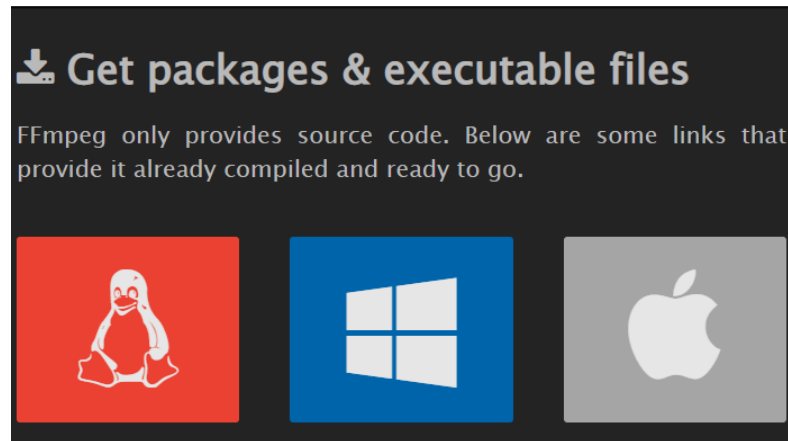 Get packages & executable files
FFmpeg only provides source code. Below are some links that
provide it already compiled and ready to go.